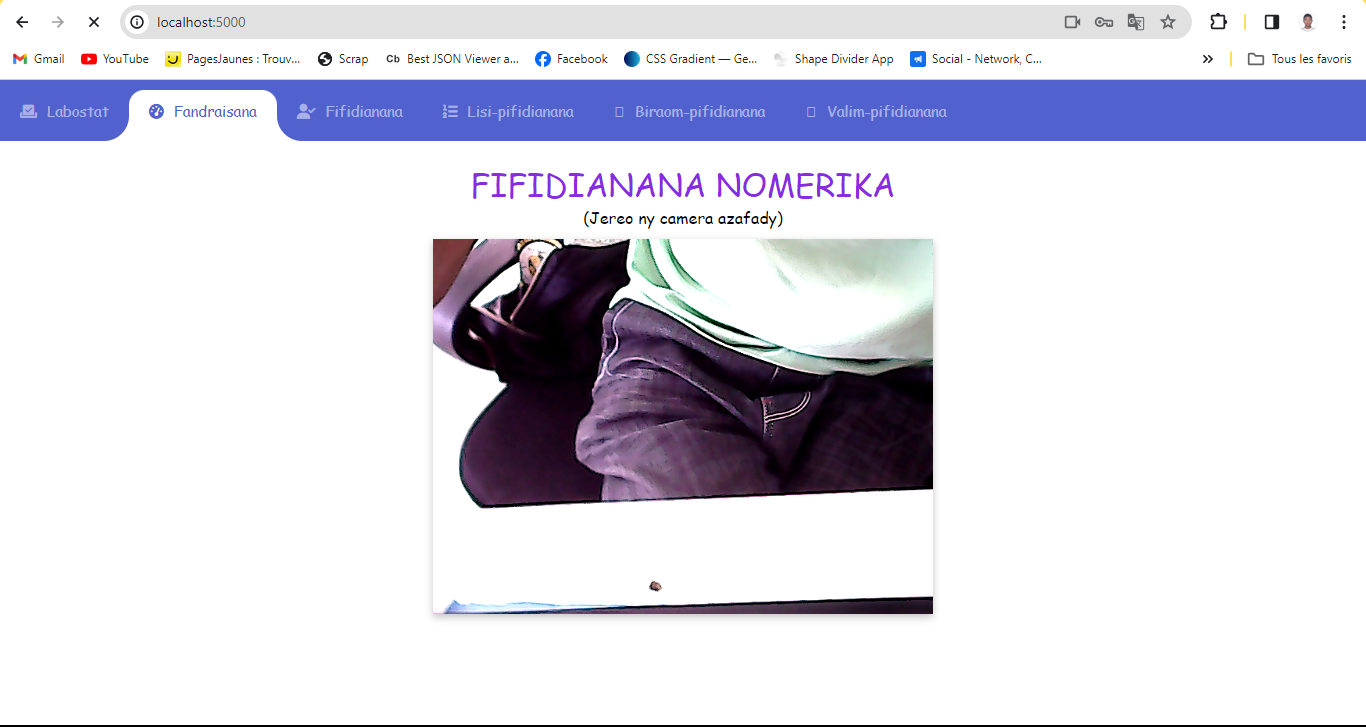 localhost:5000
Gmail YouTube PagesJaunes : Trouv... Scrap Cb Best JSON Viewer a... Facebook CSS Gradient — Ge... Shape Divider App Social - Network, C... » Tous les favoris
Labostat Fandraisana Fifidianana Lisi-pifidianana Biraom-pifidianana Valim-pifidianana
FIFIDIANANA NOMERIKA
(Jereo ny camera azafady)